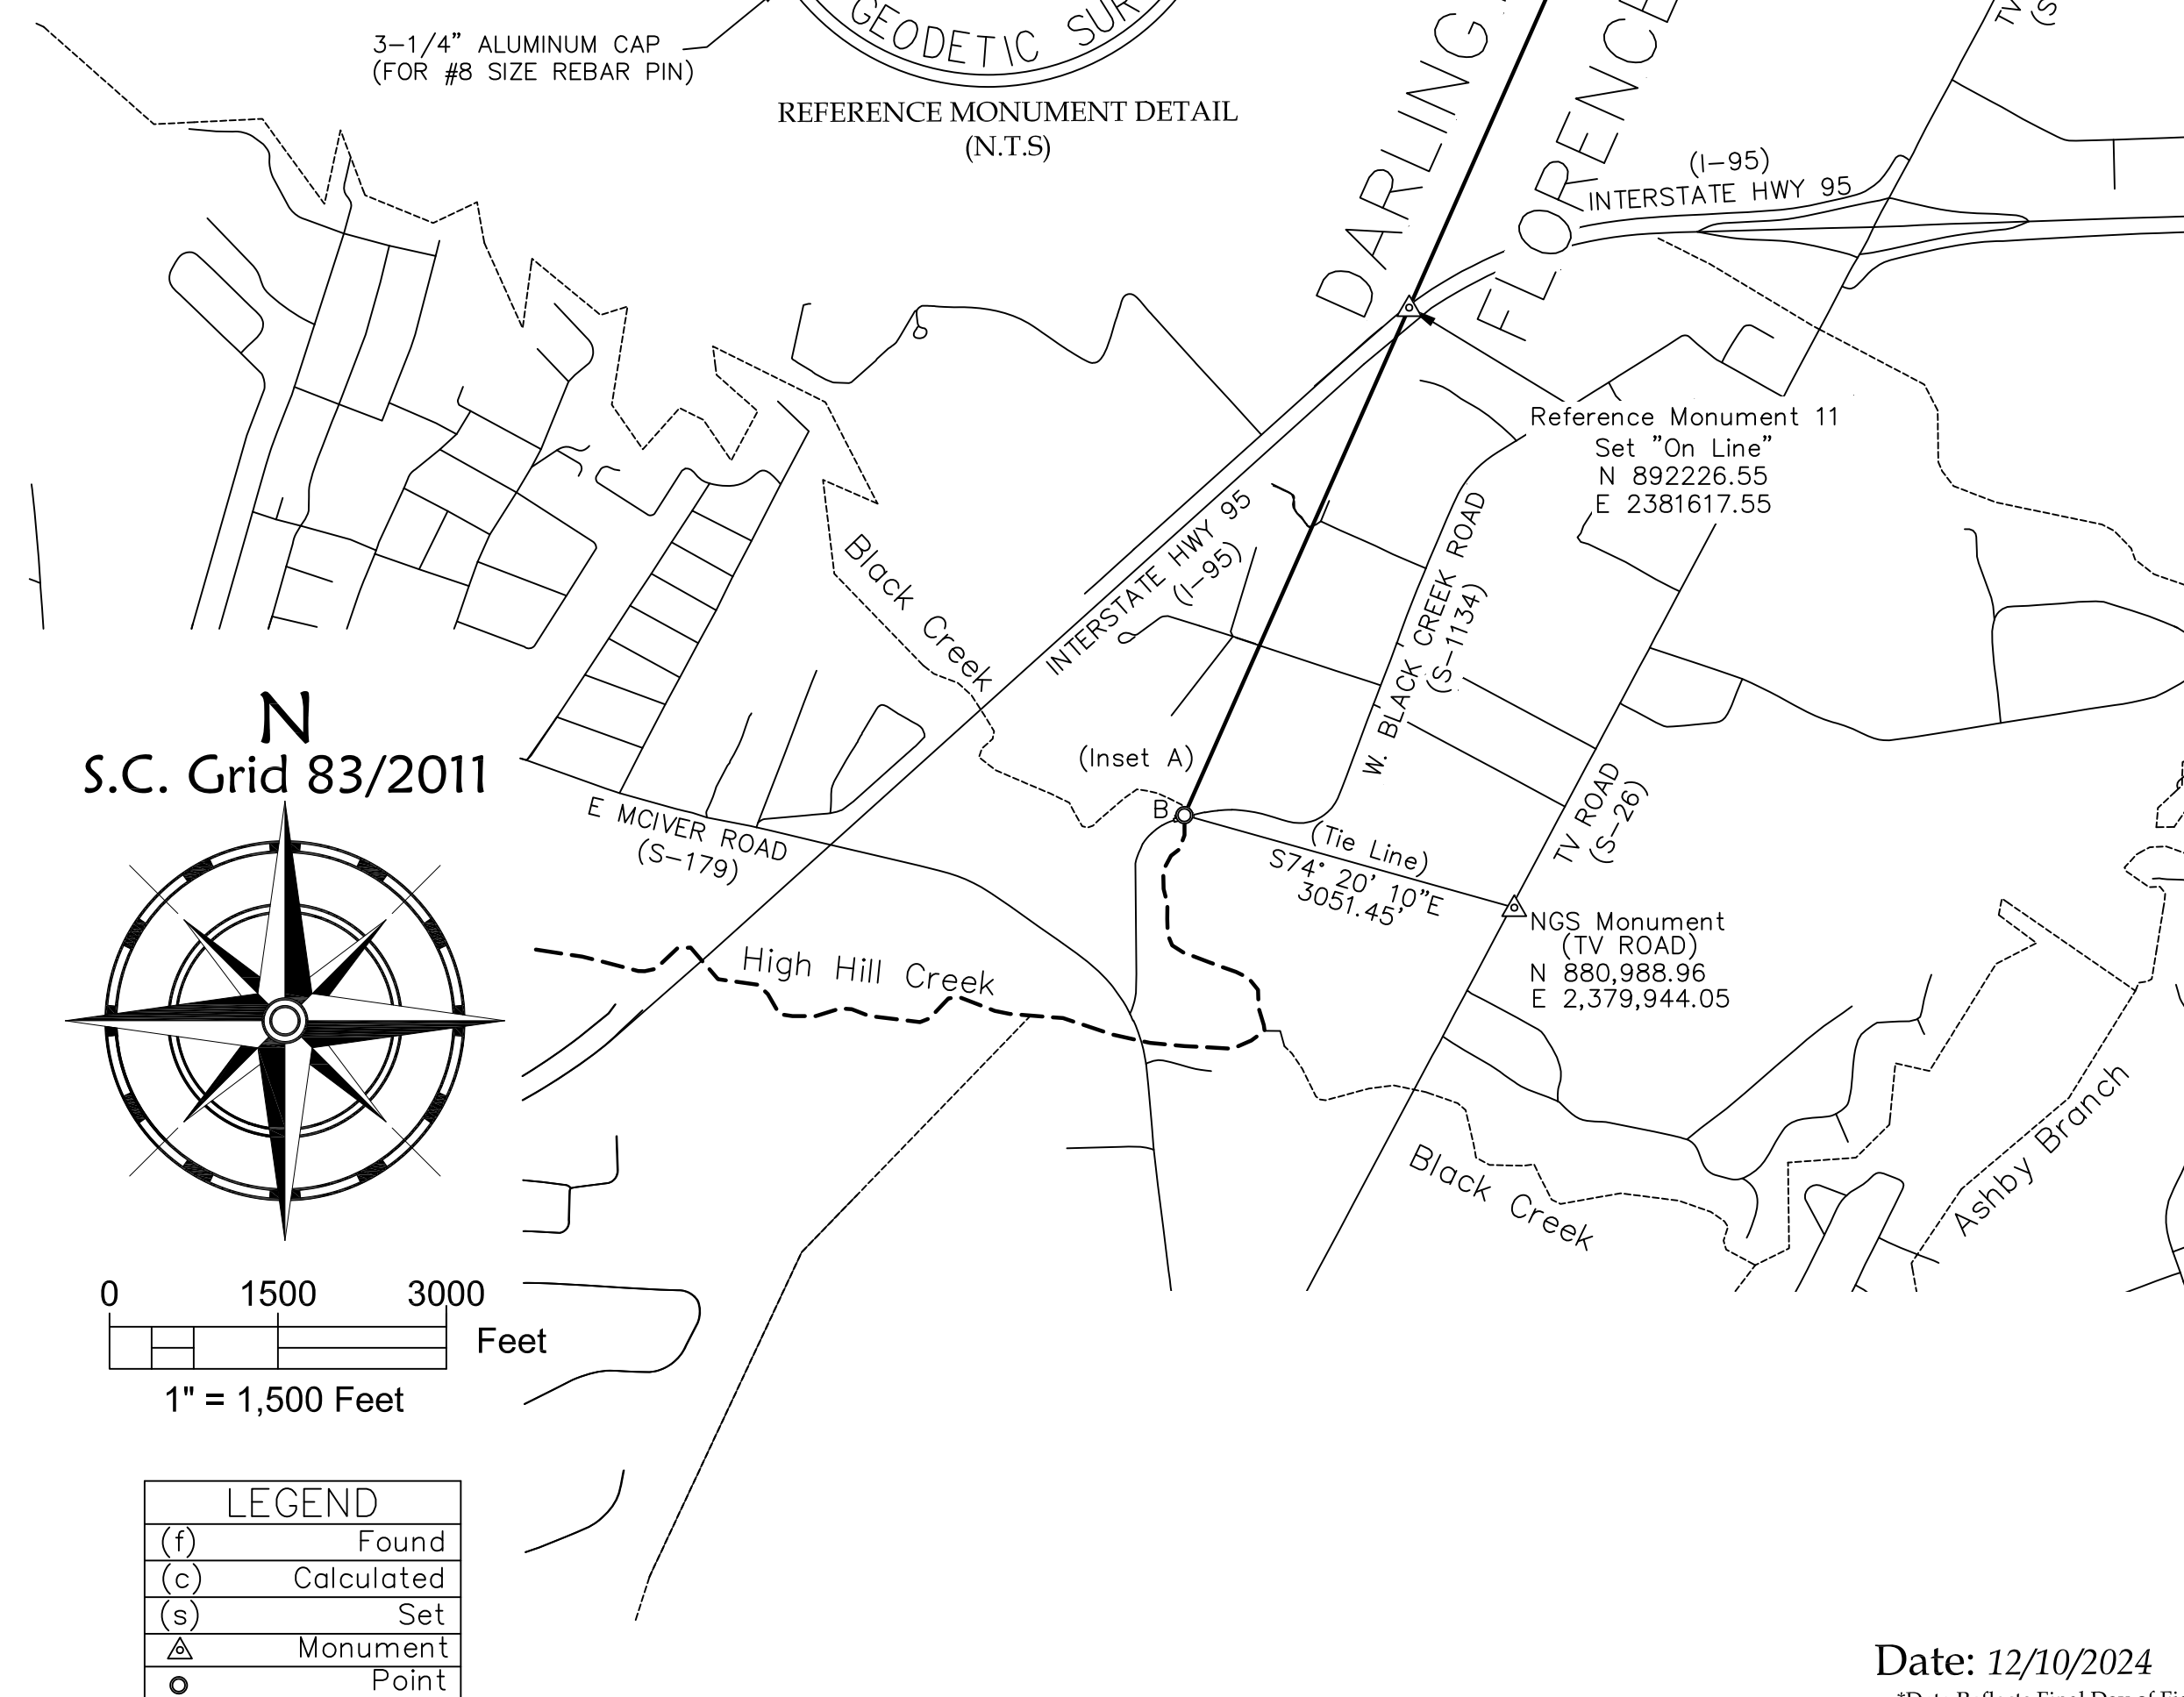 3-1/4" ALUMINUM CAP
(FOR #8 SIZE REBAR PIN)
GEODETIC SUR
REFERENCE MONUMENT DETAIL
(N.T.S)
DARLING
FLORENCE
TV
(S
(I-95)
INTERSTATE HWY 95
Reference Monument 11
Set "On Line"
N 892226.55
E 2381617.55
INTERSTATE HWY 95
(I-95)
W. BLACK CREEK ROAD
(S-1134)
Black Creek
N
S.C. Grid 83/2011
(Inset A)
B
E MCIVER ROAD
(S-179)
TV ROAD
(S-26)
(Tie Line)
S74° 20' 10"E
3051.45'
NGS Monument
(TV ROAD)
N 880,988.96
E 2,379,944.05
High Hill Creek
Black Creek
Ashby Branch
0 1500 3000
Feet
1" = 1,500 Feet
LEGEND
(f) Found
(c) Calculated
(s) Set
Monument
Point
Date: 12/10/2024